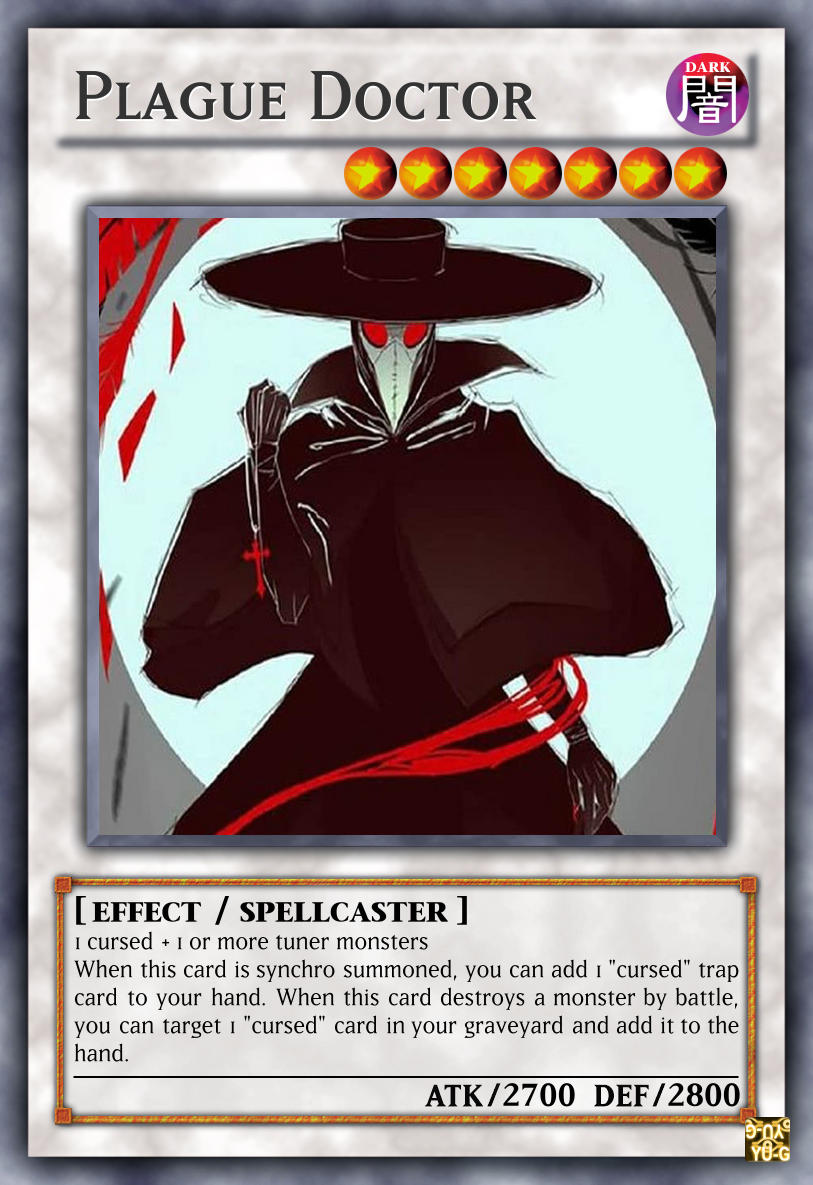 Plague Doctor
DARK
闇
[ EFFECT / SPELLCASTER ]
1 cursed + 1 or more tuner monsters
When this card is synchro summoned, you can add 1 "cursed" trap
card to your hand. When this card destroys a monster by battle,
you can target 1 "cursed" card in your graveyard and add it to the
hand.
ATK/2700 DEF/2800